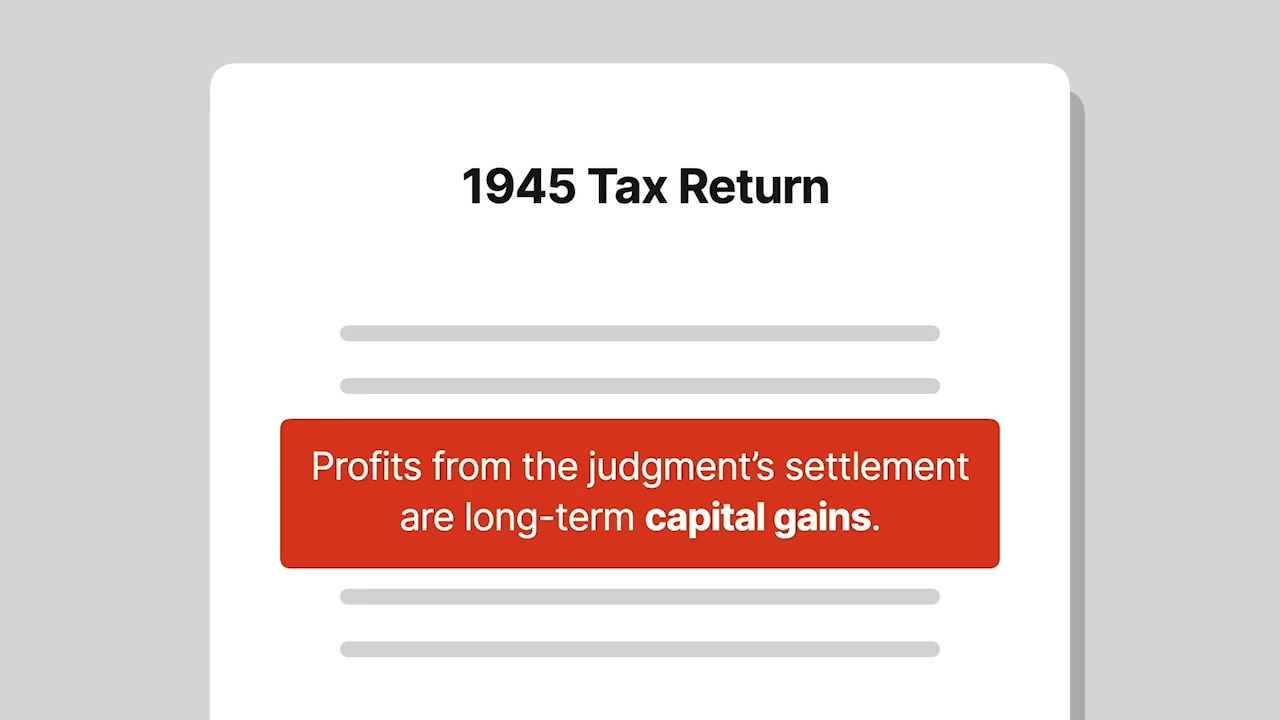 1945 Tax Return
Profits from the judgment’s settlement
are long-term capital gains.